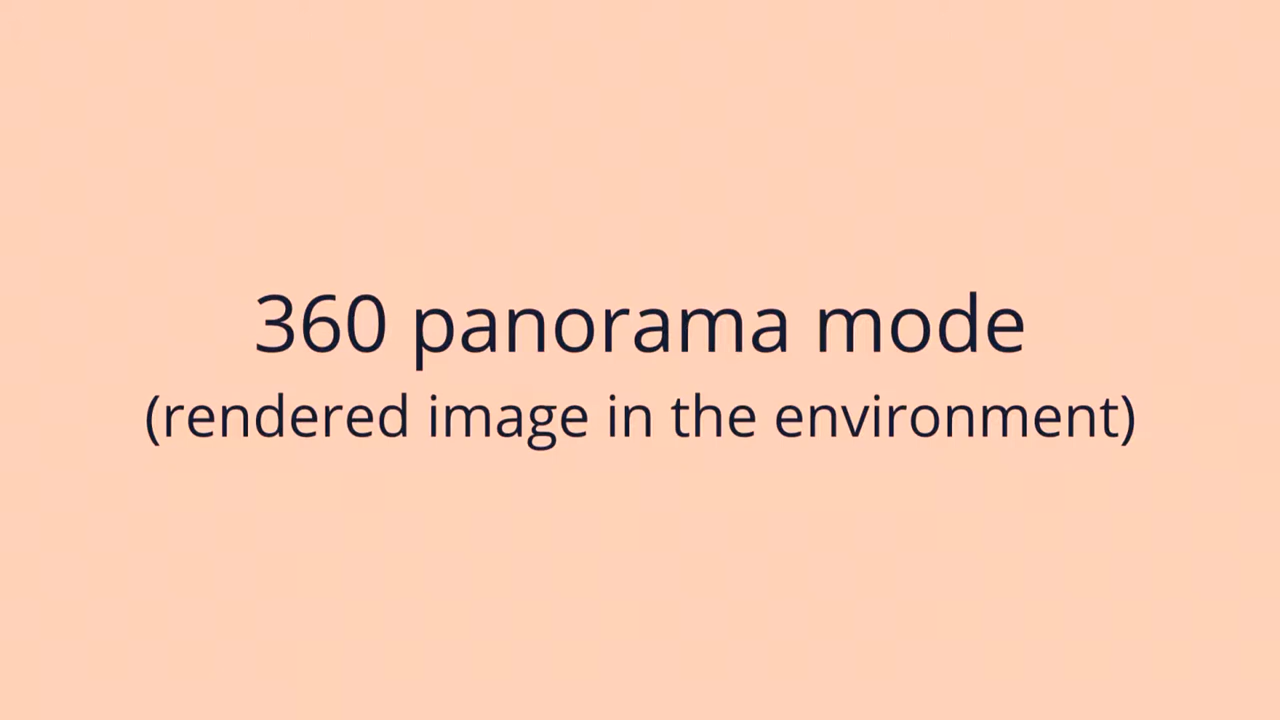 360 panorama mode
(rendered image in the environment)